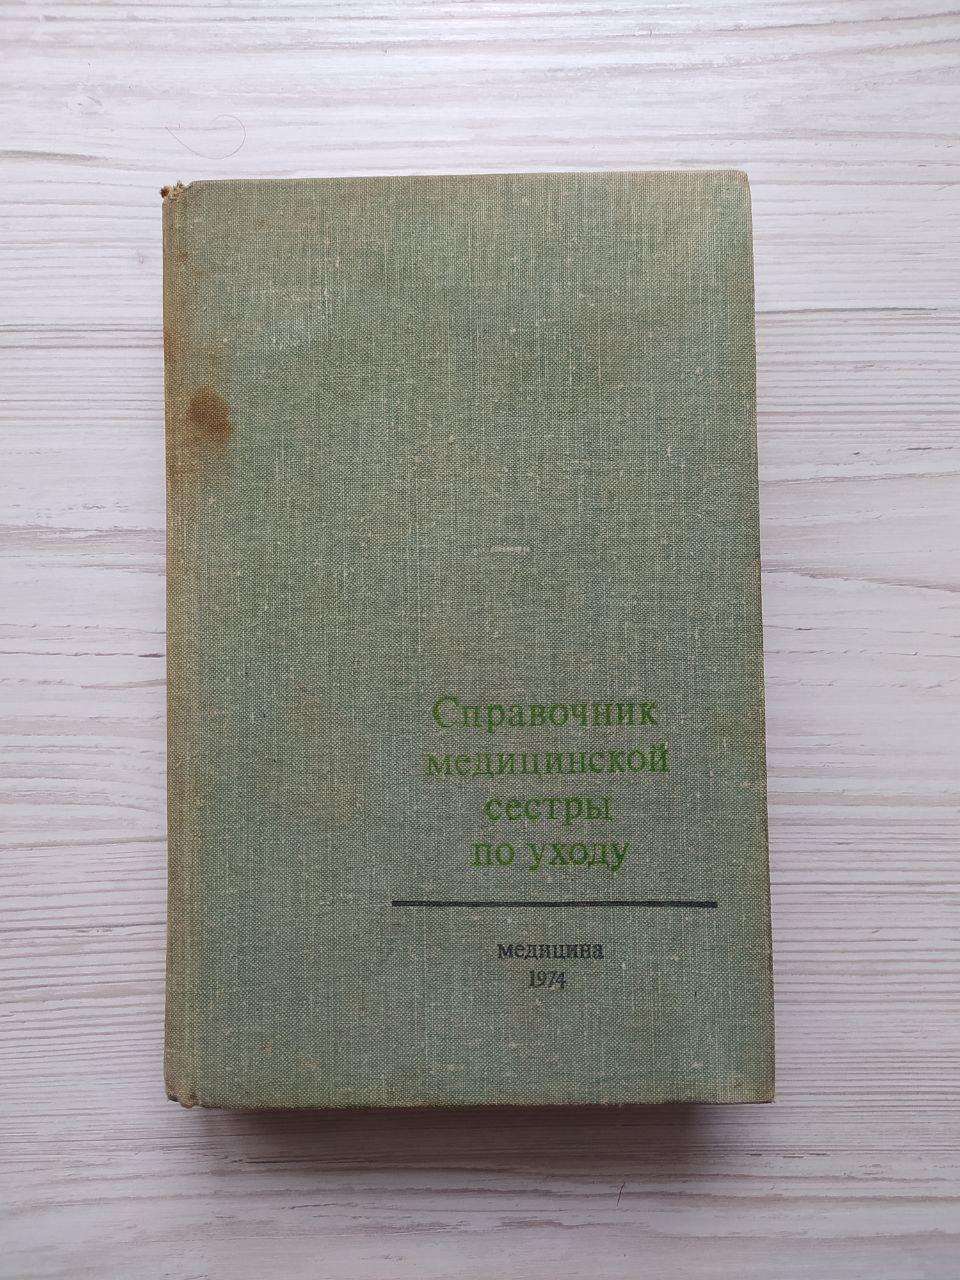 Справочник
медицинской
сестры
по уходу
медицина
1974